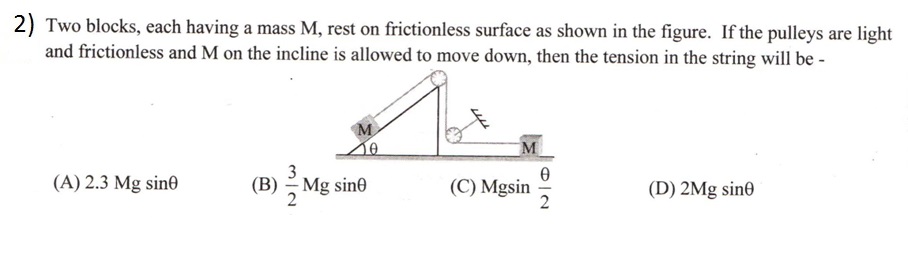 2) Two blocks, each having a mass M, rest on frictionless surface as shown in the figure. If the pulleys are light
and frictionless and M on the incline is allowed to move down, then the tension in the string will be -
M
θ
M
(A) 2.3 Mg sinθ (B) 3/2 Mg sinθ (C) Mgsin θ/2 (D) 2Mg sinθ